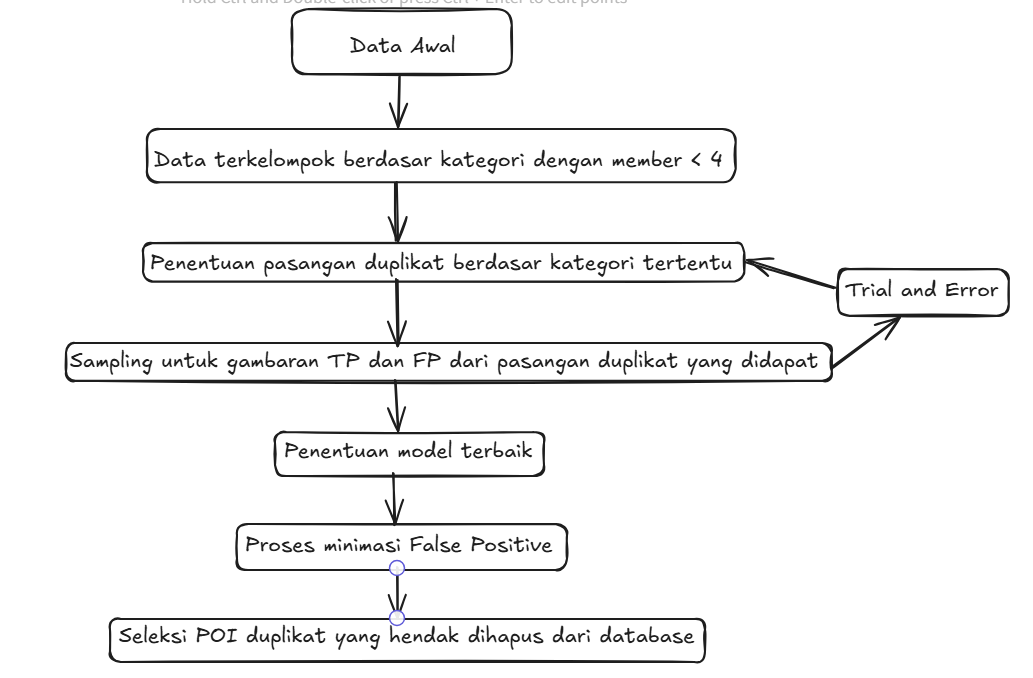 Hold Ctrl and Double-click or press Ctrl + Enter to edit points
Data Awal
Data terkelompok berdasar kategori dengan member < 4
Penentuan pasangan duplikat berdasar kategori tertentu
Trial and Error
Sampling untuk gambaran TP dan FP dari pasangan duplikat yang didapat
Penentuan model terbaik
Proses minimasi False Positive
Seleksi POI duplikat yang hendak dihapus dari database